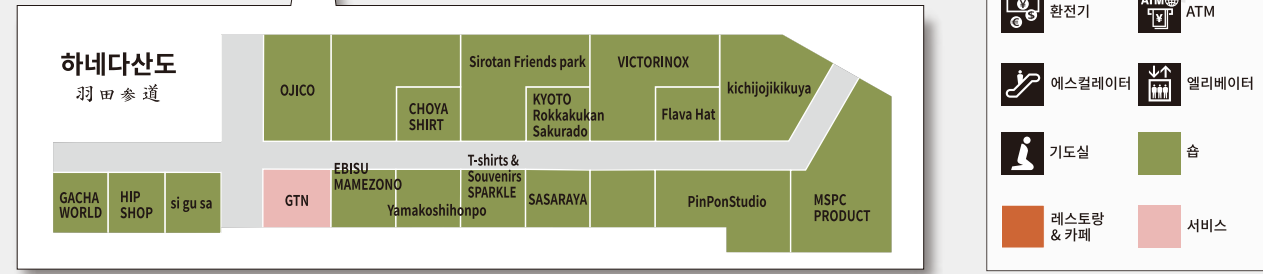 하네다산도
羽田参道
OJICO
CHOYA
SHIRT
Sirotan Friends park
KYOTO
Rokkakukan
Sakurado
VICTORINOX
Flava Hat
kichijojikikuya
GACHA
WORLD
HIP
SHOP
si gu sa
GTN
EBISU
MAMEZONO
Yamakoshihonpo
T-shirts &
Souvenirs
SPARKLE
SASARAYA
PinPonStudio
MSPC
PRODUCT
환전기
ATM
ATM
에스컬레이터
엘리베이터
기도실
숍
레스토랑
& 카페
서비스